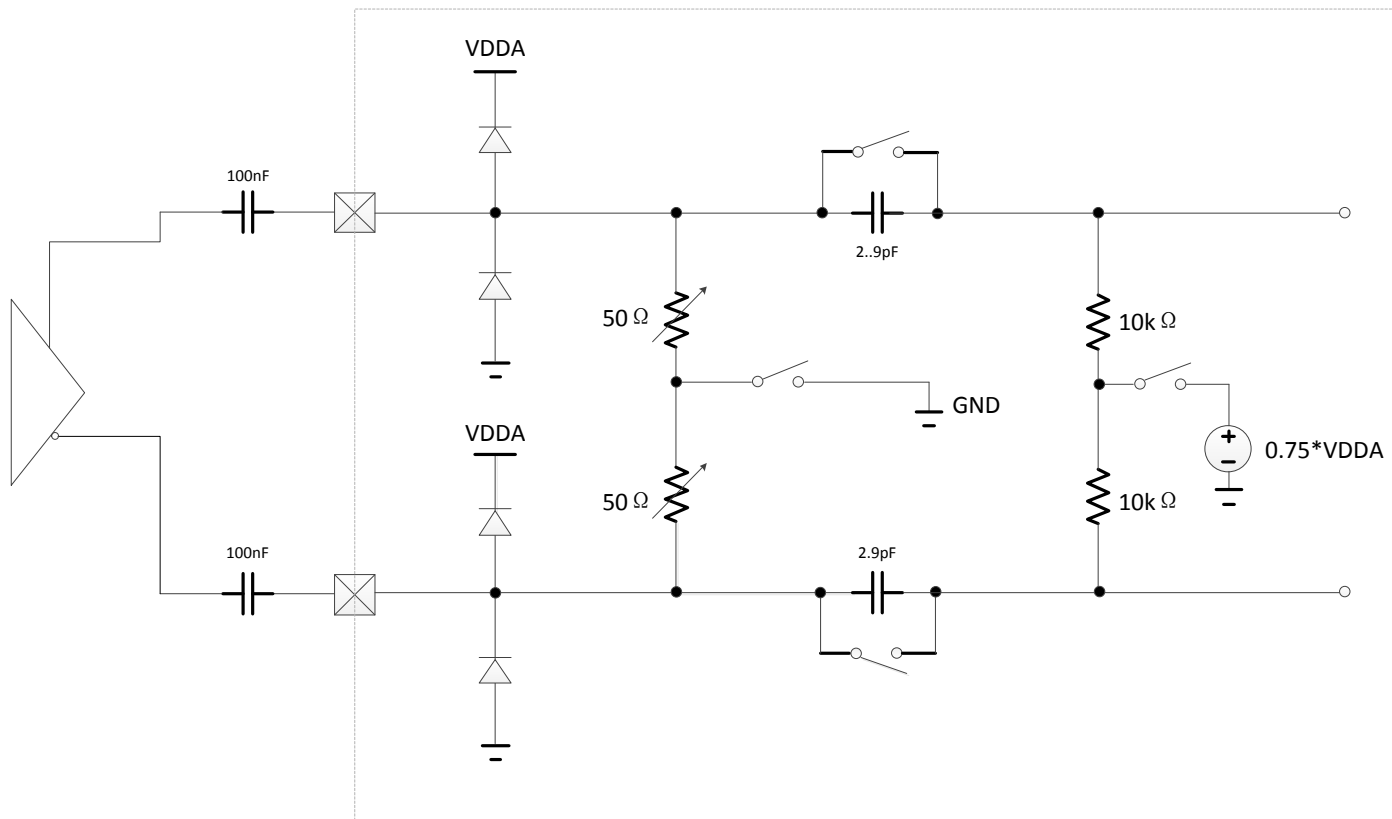 VDDA
100nF
2..9pF
50 Ω
10k Ω
GND
VDDA
0.75*VDDA
50 Ω
10k Ω
100nF
2.9pF